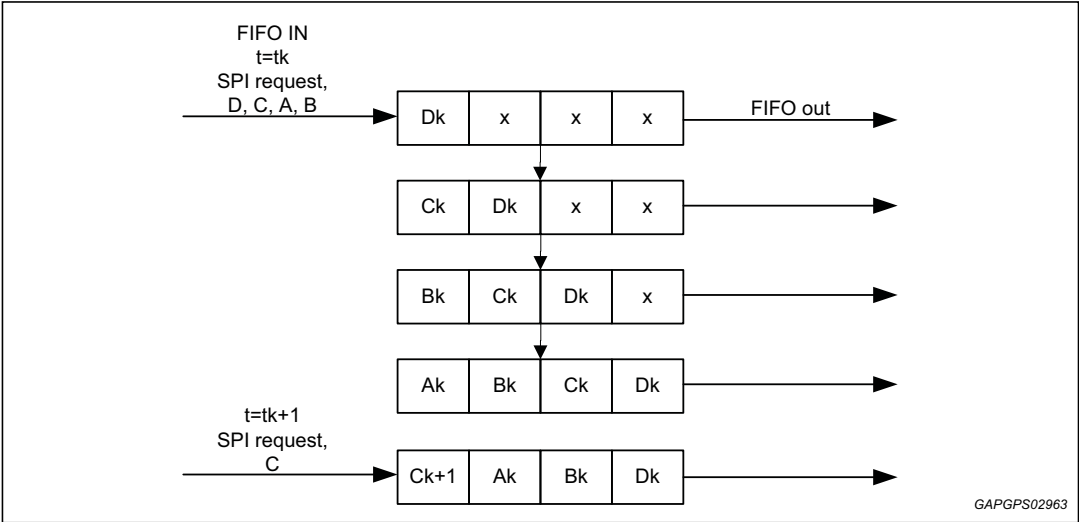 FIFO IN
t=tk
SPI request,
D, C, A, B
Dk x x x
FIFO out
Ck Dk x x
Bk Ck Dk x
Ak Bk Ck Dk
t=tk+1
SPI request,
C
Ck+1 Ak Bk Dk
GAPGPS02963